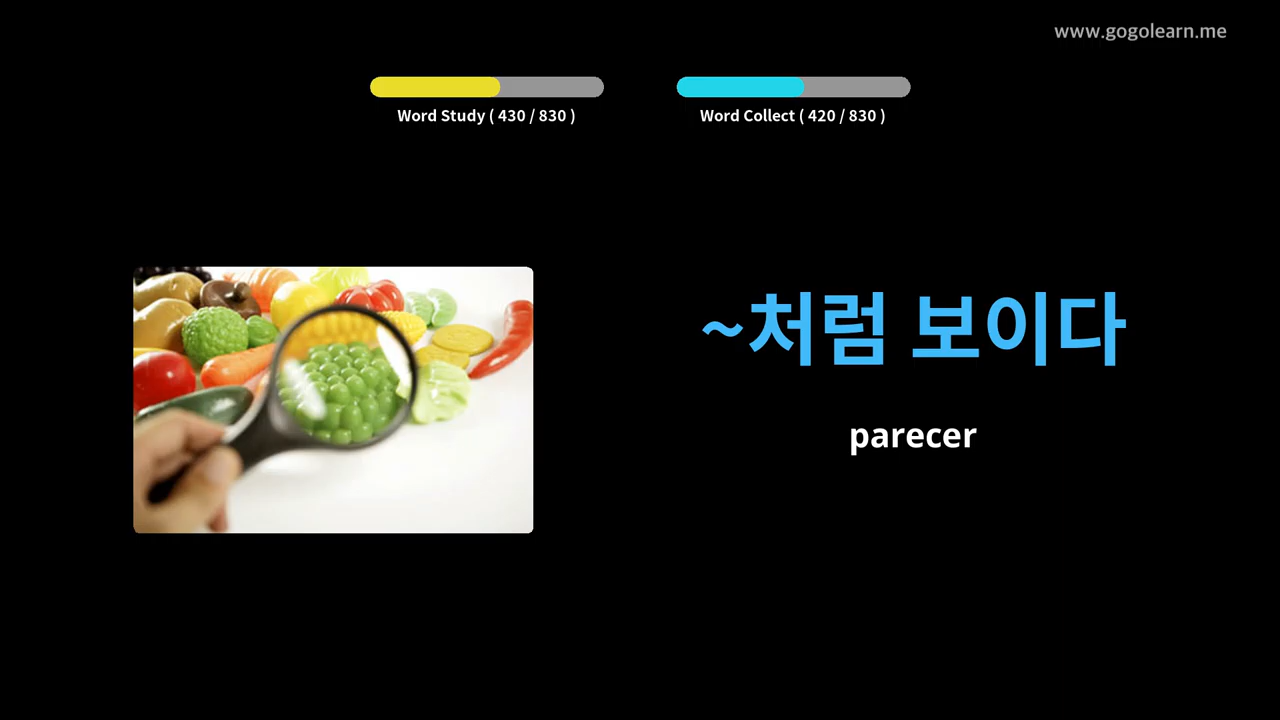 www.gogolearn.me
Word Study ( 430 / 830 )
Word Collect ( 420 / 830 )
~처럼 보이다
parecer